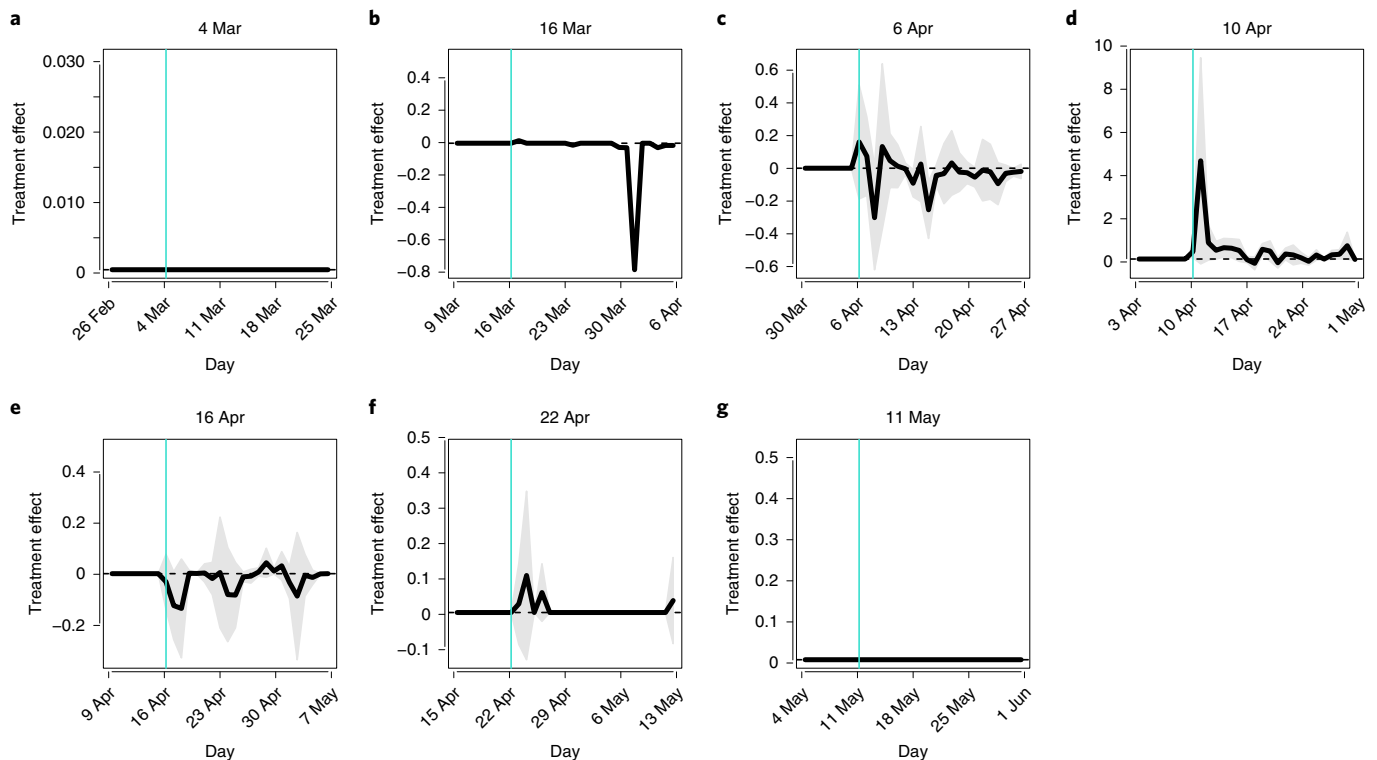 a
4 Mar
Treatment effect
0.030
0.020
0.010
0
26 Feb
4 Mar
11 Mar
18 Mar
25 Mar
Day
b
16 Mar
Treatment effect
0.4
0.2
0
−0.2
−0.4
−0.6
−0.8
9 Mar
16 Mar
23 Mar
30 Mar
6 Apr
Day
c
6 Apr
Treatment effect
0.6
0.4
0.2
0
−0.2
−0.4
−0.6
30 Mar
6 Apr
13 Apr
20 Apr
27 Apr
Day
d
10 Apr
Treatment effect
10
8
6
4
2
0
3 Apr
10 Apr
17 Apr
24 Apr
1 May
Day
e
16 Apr
Treatment effect
0.4
0.2
0
−0.2
9 Apr
16 Apr
23 Apr
30 Apr
7 May
Day
f
22 Apr
Treatment effect
0.5
0.4
0.3
0.2
0.1
0
−0.1
15 Apr
22 Apr
29 Apr
6 May
13 May
Day
g
11 May
Treatment effect
0.5
0.4
0.3
0.2
0.1
0
4 May
11 May
18 May
25 May
1 Jun
Day